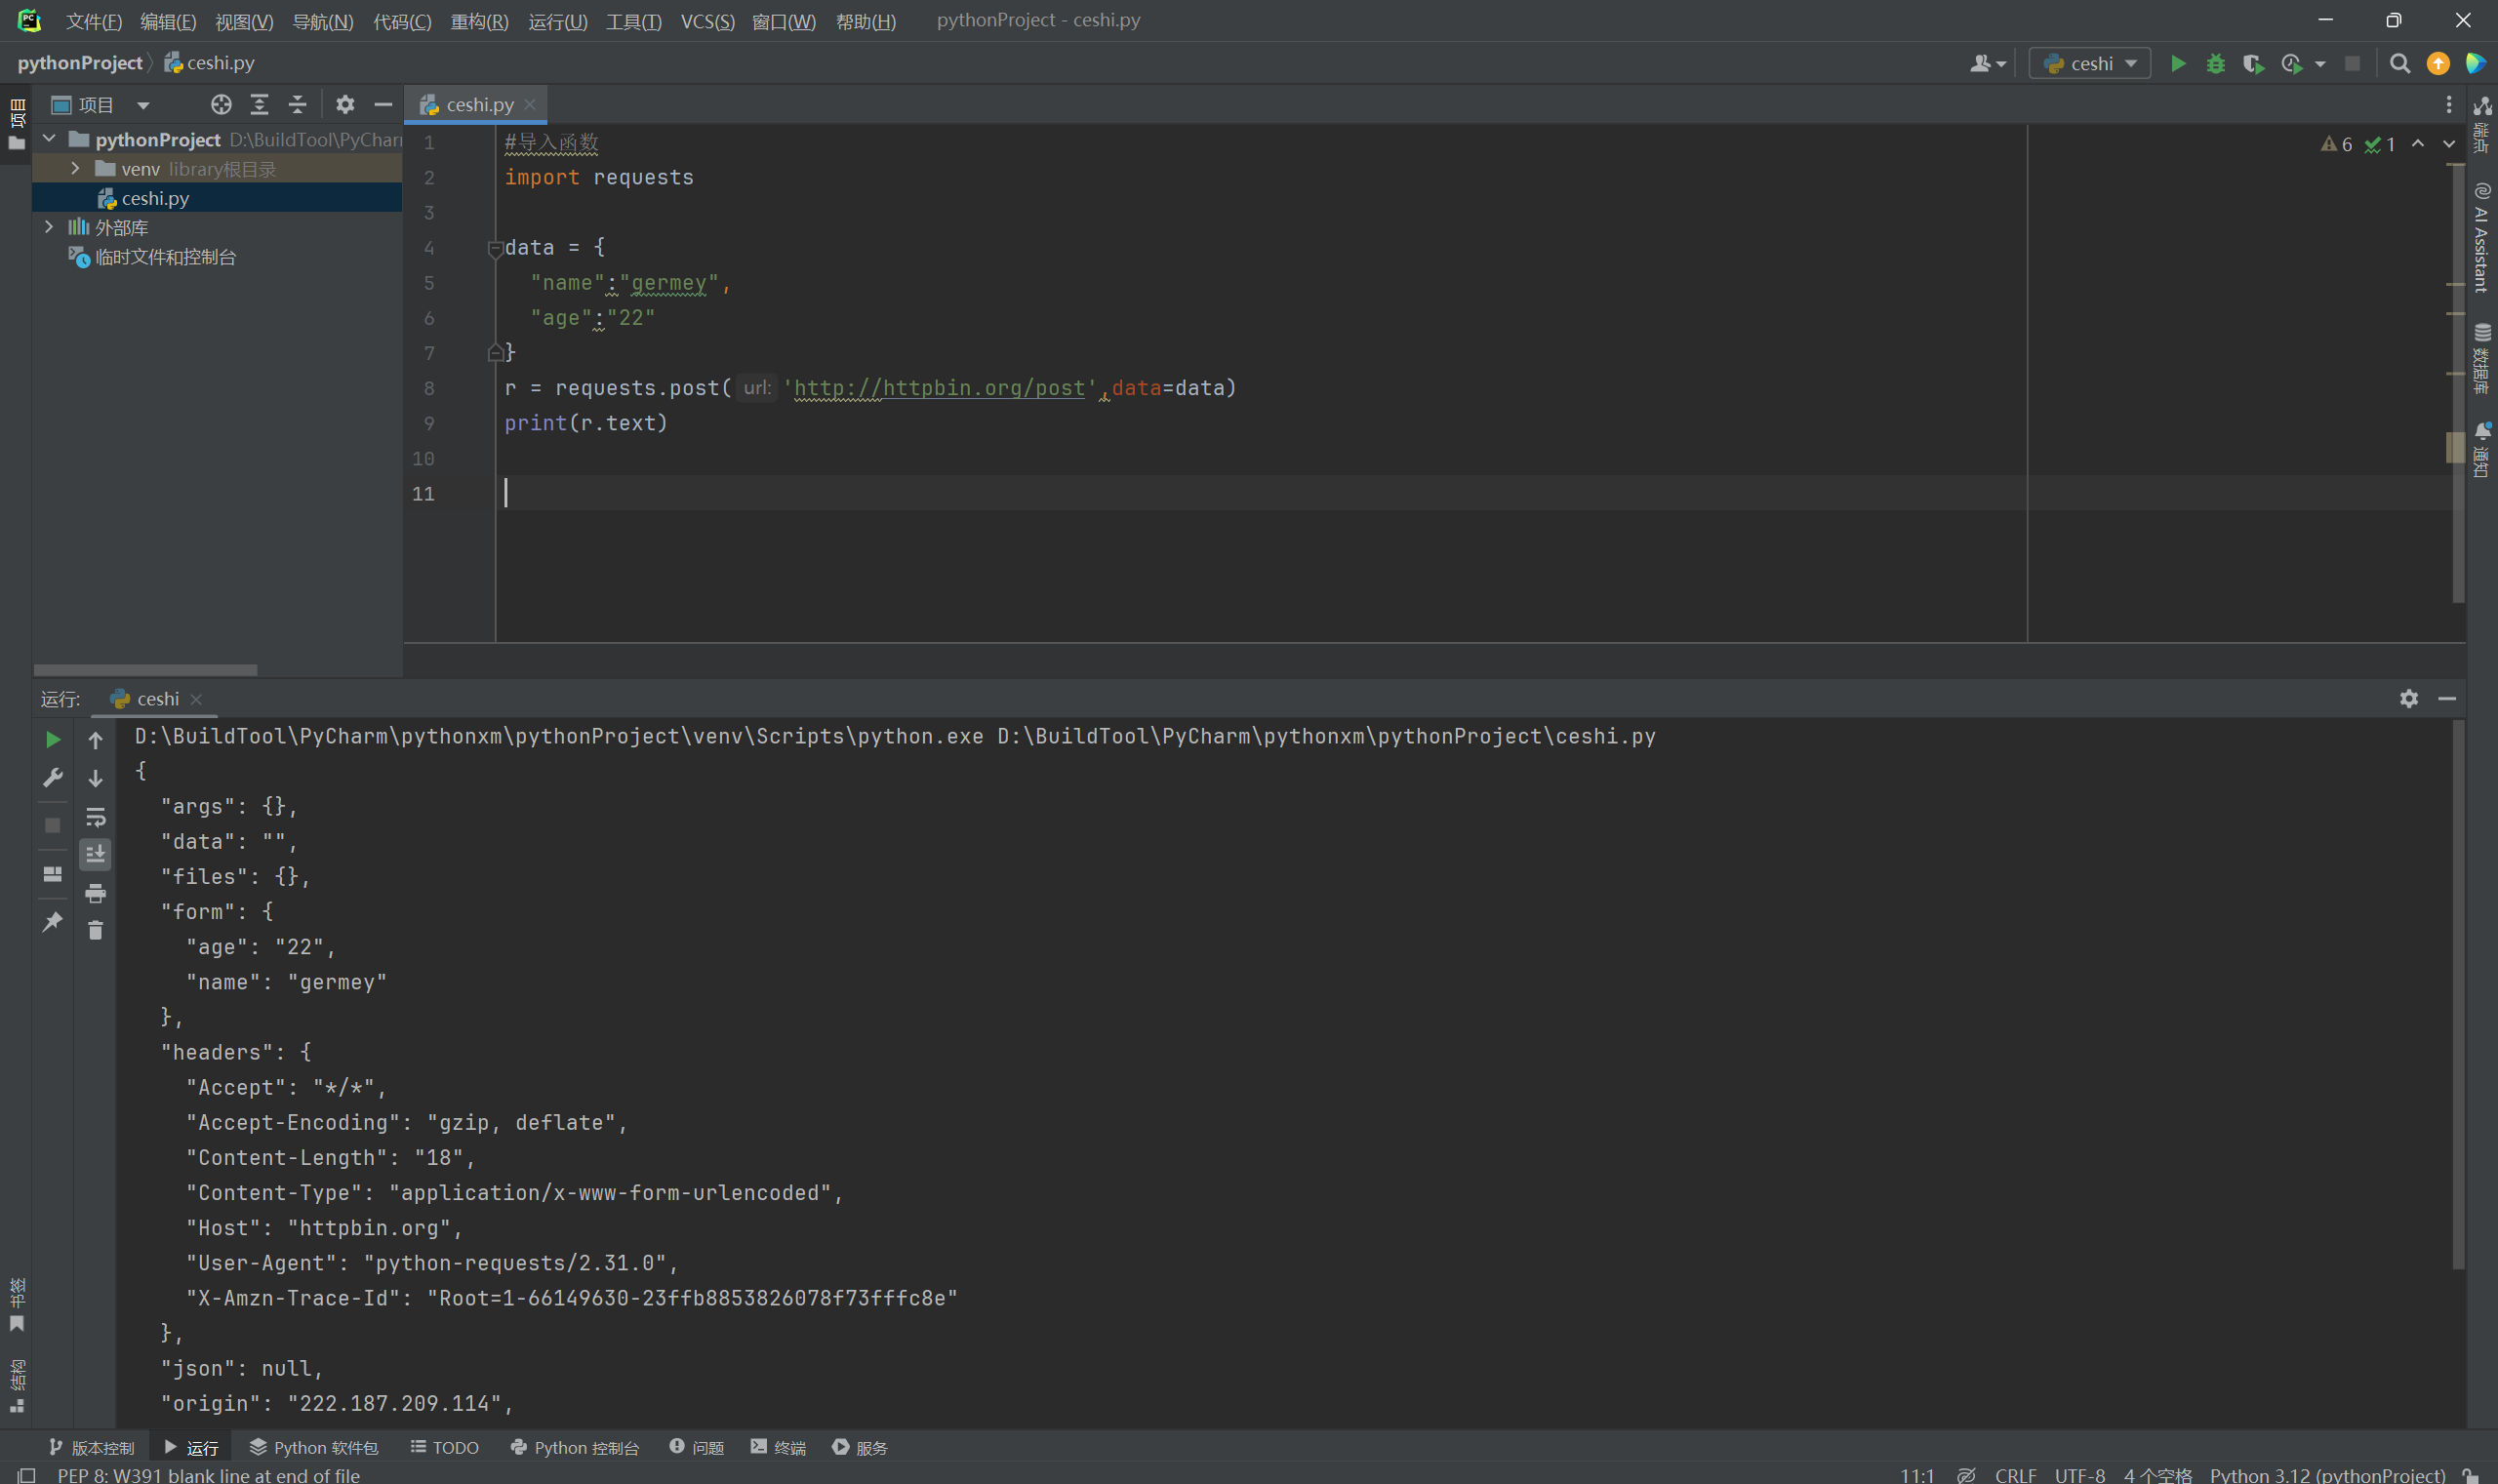 文件(F) 编辑(E) 视图(V) 导航(N) 代码(C) 重构(R) 运行(U) 工具(T) VCS(S) 窗口(W) 帮助(H) pythonProject - ceshi.py
pythonProject ceshi.py
ceshi
项目
项目
ceshi.py
pythonProject D:\BuildTool\PyChar
venv library根目录
ceshi.py
外部库
临时文件和控制台
1 #导入函数
2 import requests
3
4 data = {
5 "name":"germey",
6 "age":"22"
7 }
8 r = requests.post( url: 'http://httpbin.org/post',data=data)
9 print(r.text)
10
11
6 1
端点
AI Assistant
数据库
通知
运行: ceshi
D:\BuildTool\PyCharm\pythonxm\pythonProject\venv\Scripts\python.exe D:\BuildTool\PyCharm\pythonxm\pythonProject\ceshi.py
{
"args": {},
"data": "",
"files": {},
"form": {
"age": "22",
"name": "germey"
},
"headers": {
"Accept": "*/*",
"Accept-Encoding": "gzip, deflate",
"Content-Length": "18",
"Content-Type": "application/x-www-form-urlencoded",
"Host": "httpbin.org",
"User-Agent": "python-requests/2.31.0",
"X-Amzn-Trace-Id": "Root=1-66149630-23ffb8853826078f73fffc8e"
},
"json": null,
"origin": "222.187.209.114",
书签
结构
版本控制 运行 Python 软件包 TODO Python 控制台 问题 终端 服务
PEP 8: W391 blank line at end of file
11:1 CRLF UTF-8 4 个空格 Python 3.12 (pythonProject)